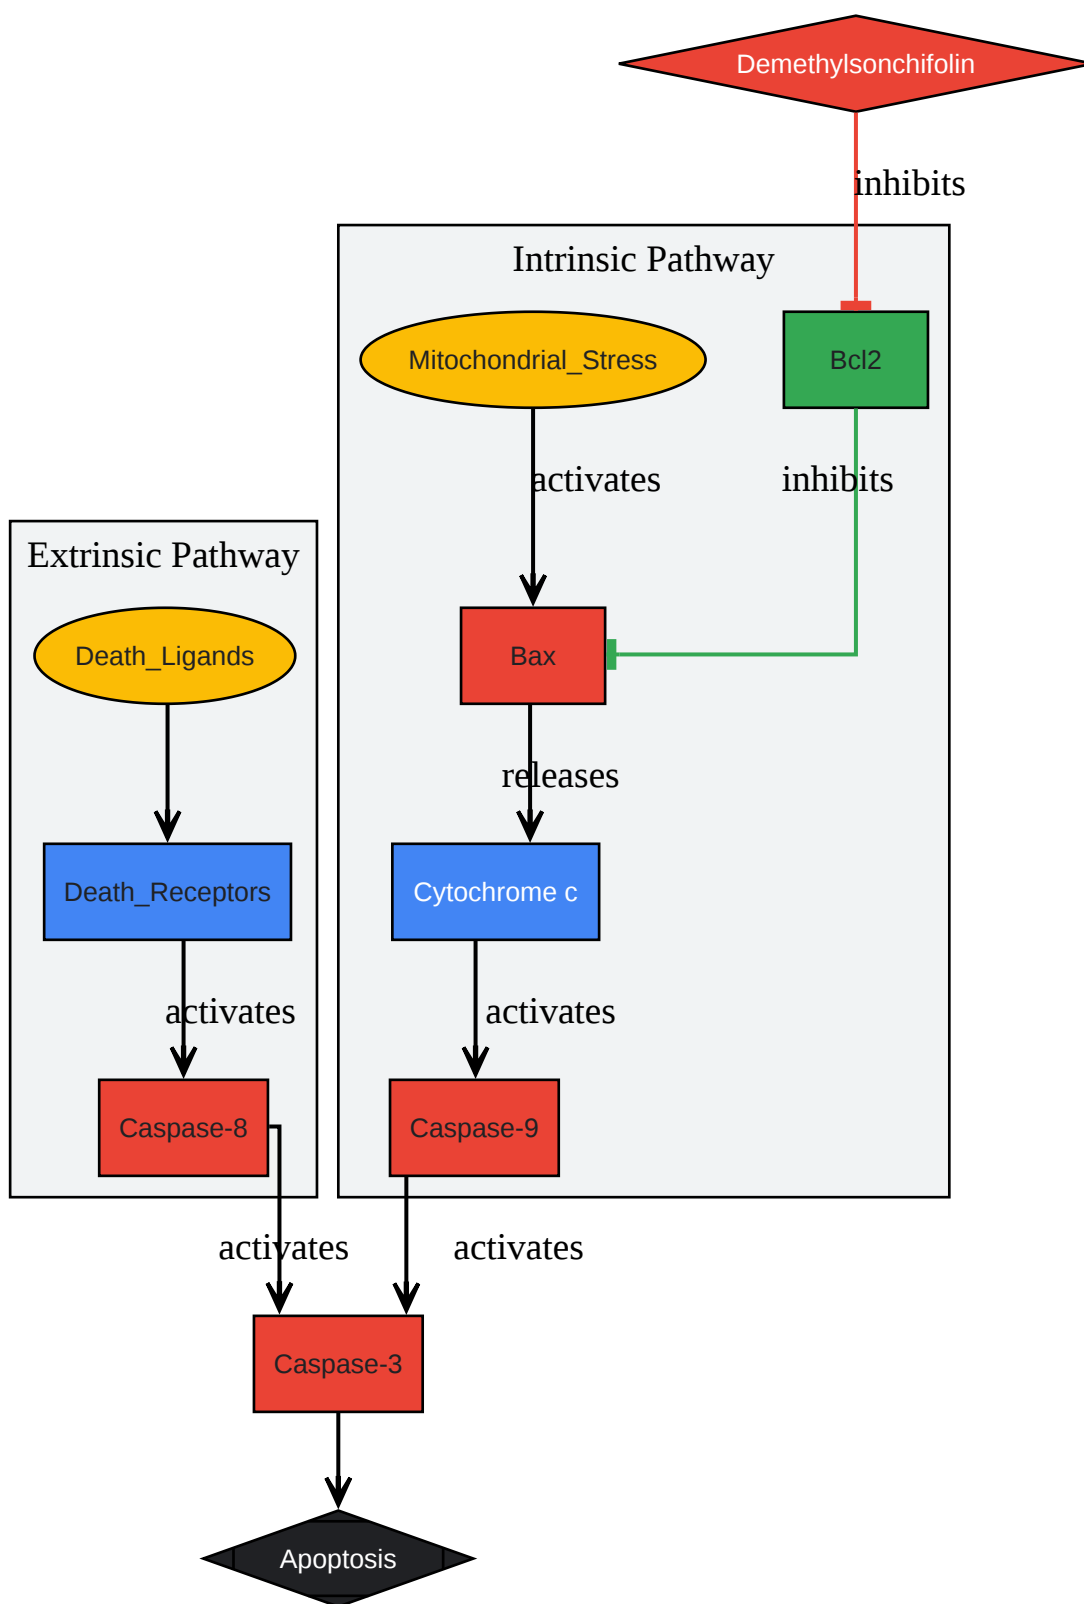 Demethylsonchifolin
inhibits
Intrinsic Pathway
Mitochondrial_Stress
Bcl2
activates
inhibits
Extrinsic Pathway
Death_Ligands
Bax
releases
Death_Receptors
Cytochrome c
activates
activates
Caspase-8
Caspase-9
activates
activates
Caspase-3
Apoptosis